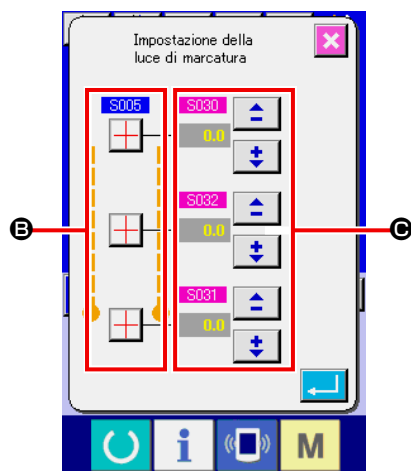 Impostazione della
luce di marcatura
S005
S030
0.0
S032
0.0
B
C
S031
0.0
i
M